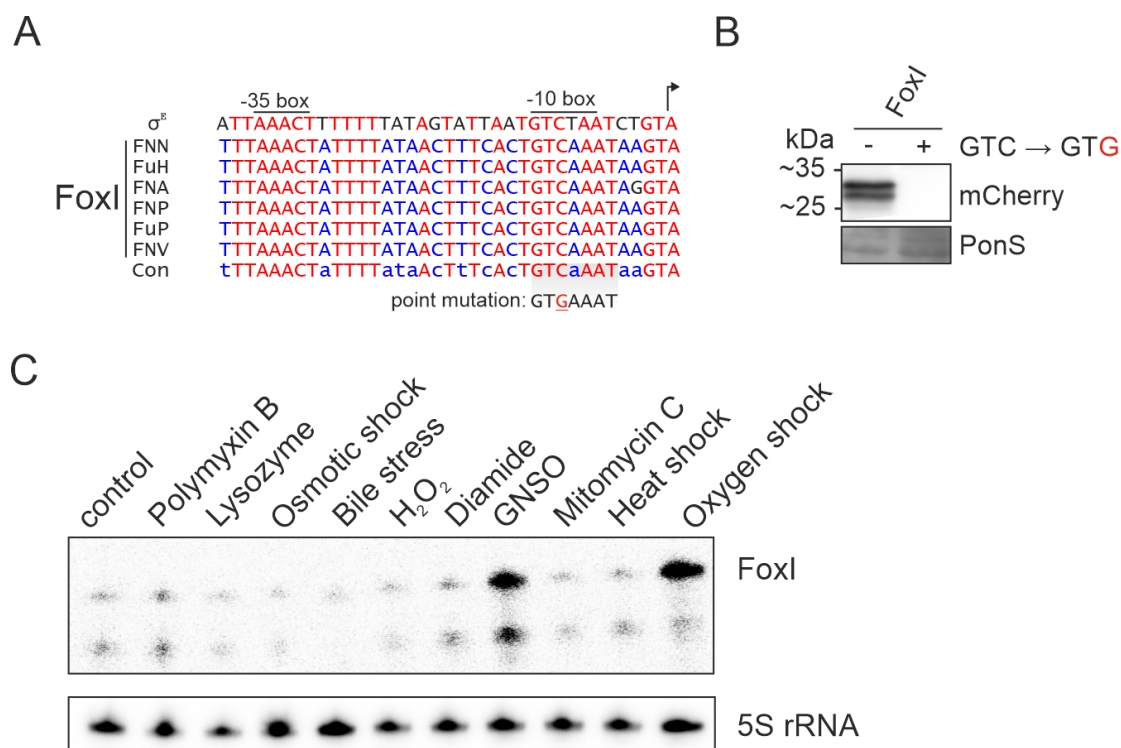 A
-35 box -10 box
σE ATTAAACTTTTTTTATAGTATTAATGTCTAATCTGTA
FoxI
FNN TTTAAACTATTTTATAACTTTCACTGTCAAATAAGTA
FuH TTTAAACTATTTTATAACTTTCACTGTCAAATAAGTA
FNA TTTAAACTATTTTATAACTTTCACTGTCAAATAGGTA
FNP TTTAAACTATTTTATAACTTTCACTGTCAAATAAGTA
FuP TTTAAACTATTTTATAACTTTCACTGTCAAATAAGTA
FNV TTTAAACTATTTTATAACTTTCACTGTCAAATAAGTA
Con tTTAAACTaTTTTataAcTtTcAcTGTCaAATaaGTA
point mutation: GTGAAAT
B
FoxI
kDa - + GTC → GTG
~35
~25
mCherry
PonS
C
control
Polymyxin B
Lysozyme
Osmotic shock
Bile stress
H2O2
Diamide
GNSO
Mitomycin C
Heat shock
Oxygen shock
FoxI
5S rRNA